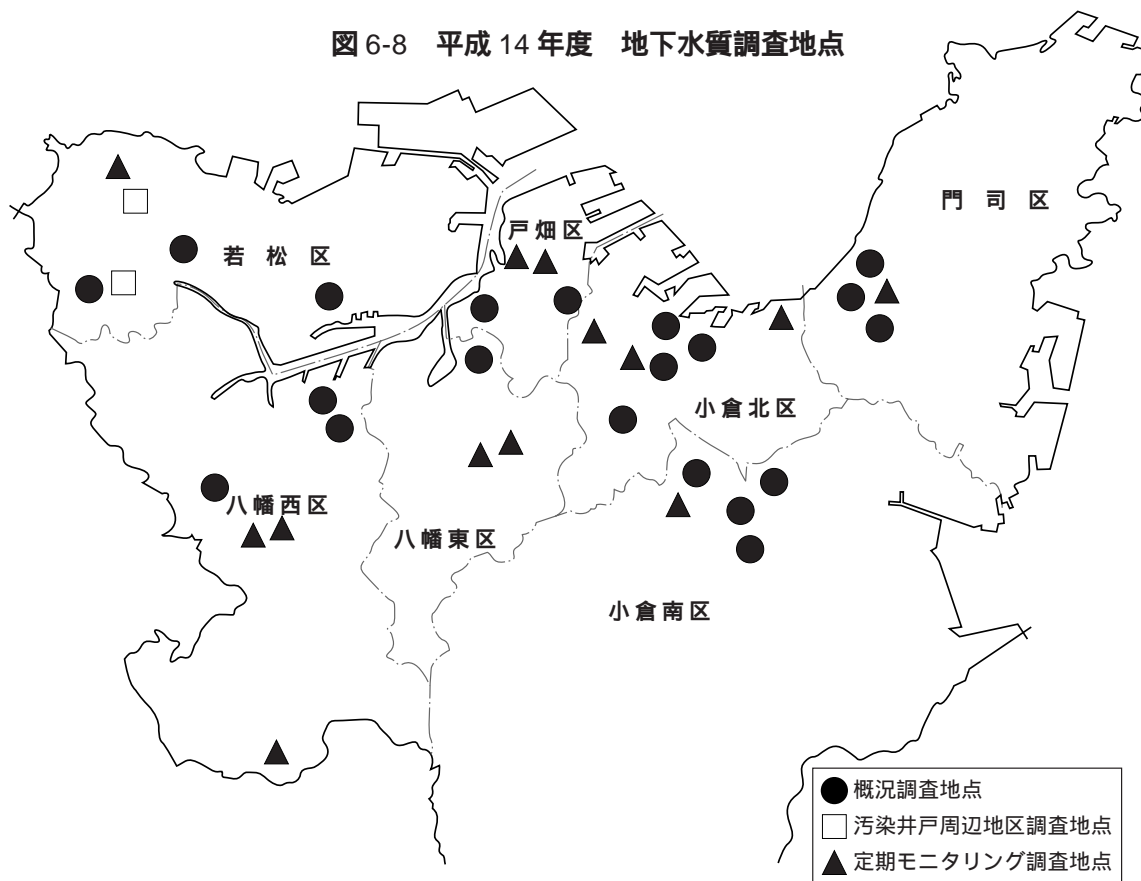 図 6-8 平成 14 年度 地下水質調査地点
門 司 区
戸畑区
若 松 区
小倉北区
八幡西区
八幡東区
小倉南区
概況調査地点
汚染井戸周辺地区調査地点
定期モニタリング調査地点